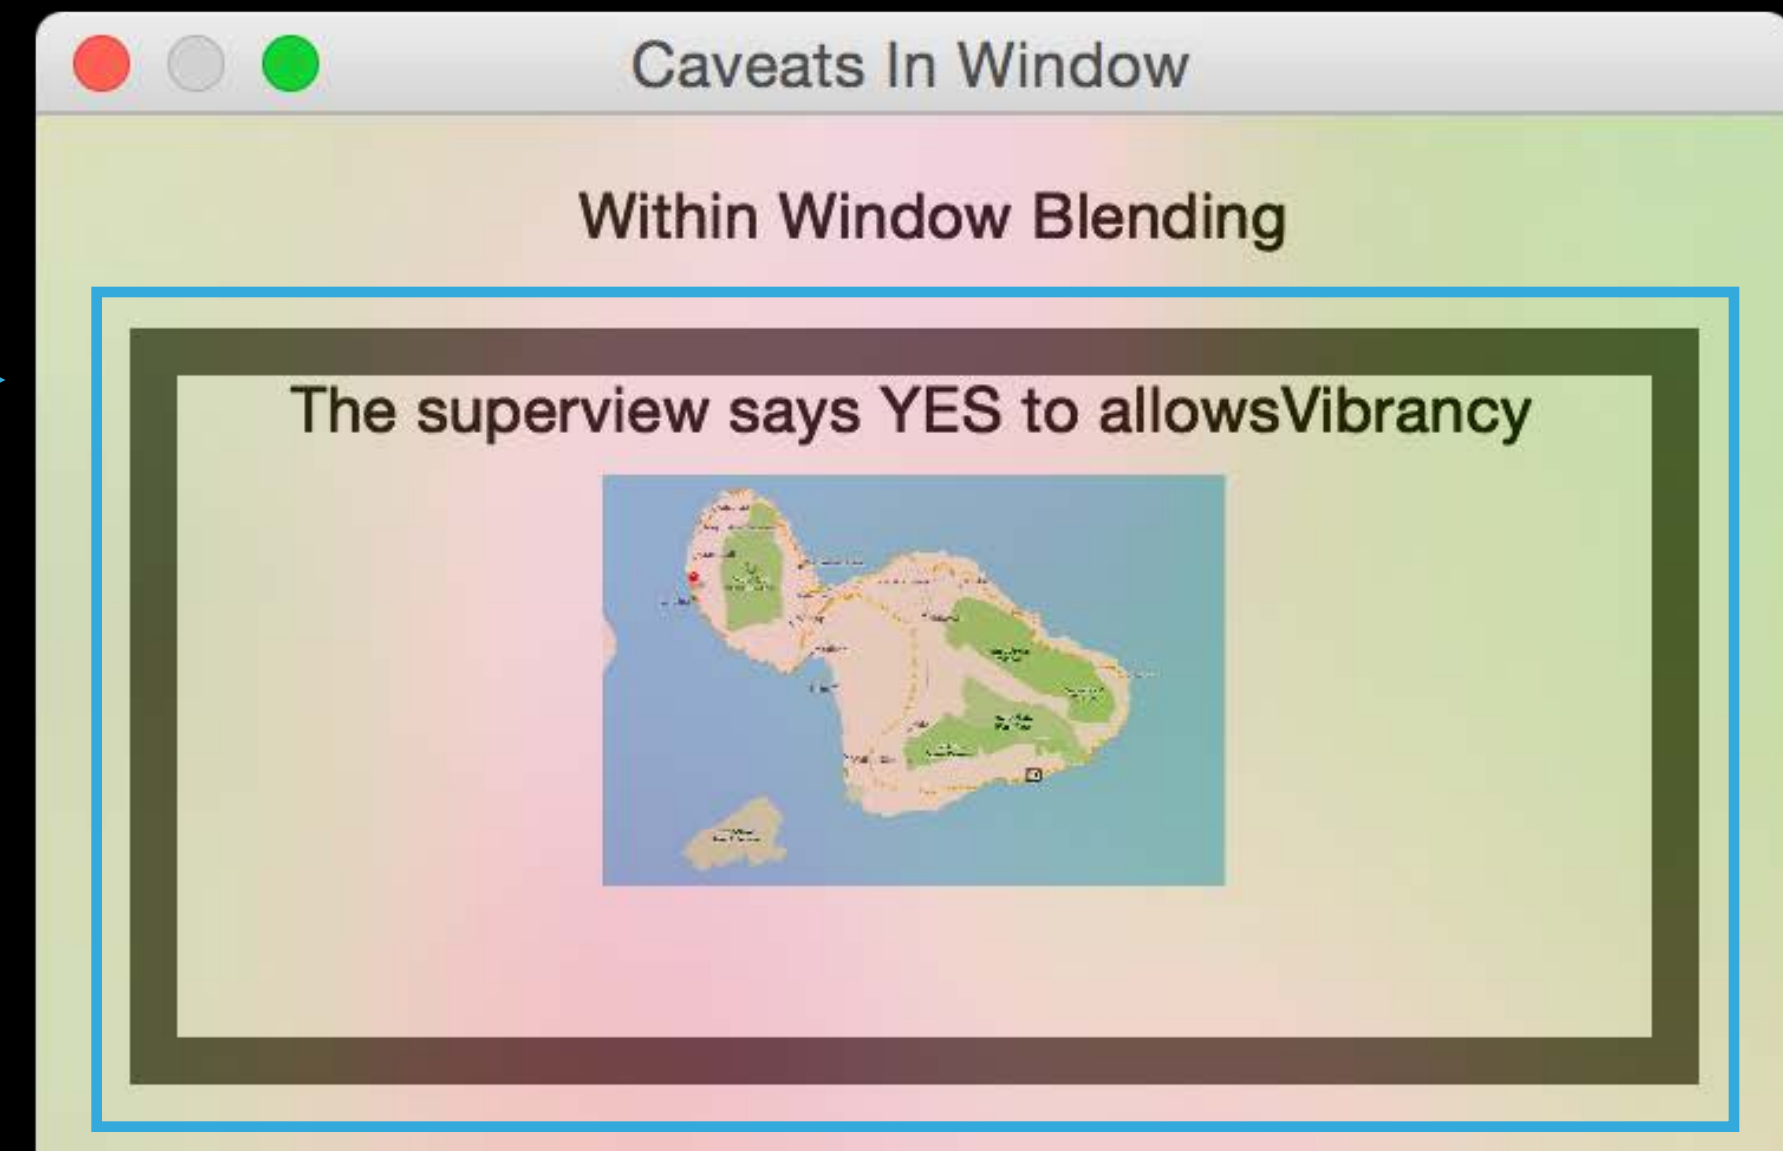 Caveats In Window
Within Window Blending
The superview says YES to allowsVibrancy